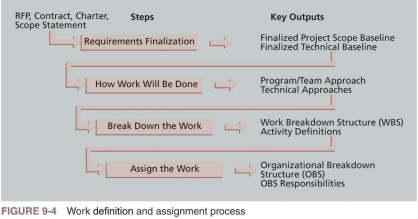 RFP, Contract, Charter, Scope Statement
Steps
Key Outputs
Requirements Finalization
Finalized Project Scope Baseline
Finalized Technical Baseline
How Work Will Be Done
Program/Team Approach
Technical Approaches
Break Down the Work
Work Breakdown Structure (WBS)
Activity Definitions
Assign the Work
Organizational Breakdown
Structure (OBS)
OBS Responsibilities
FIGURE 9-4 Work definition and assignment process